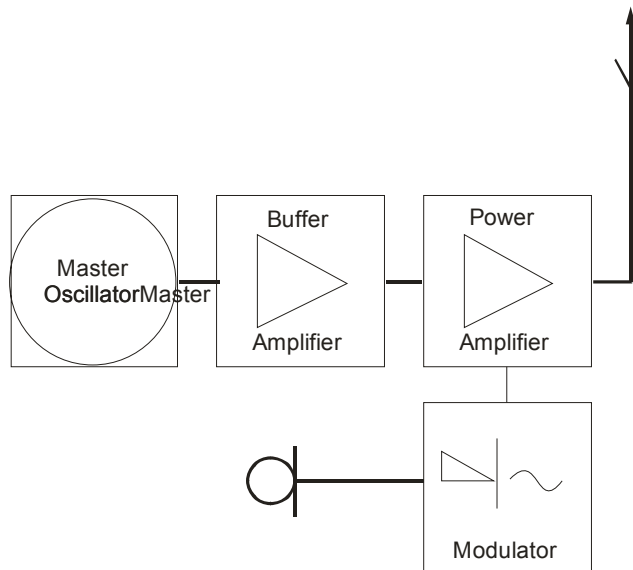 Buffer
Power
Master
OscillatorMaster
Amplifier
Amplifier
Modulator